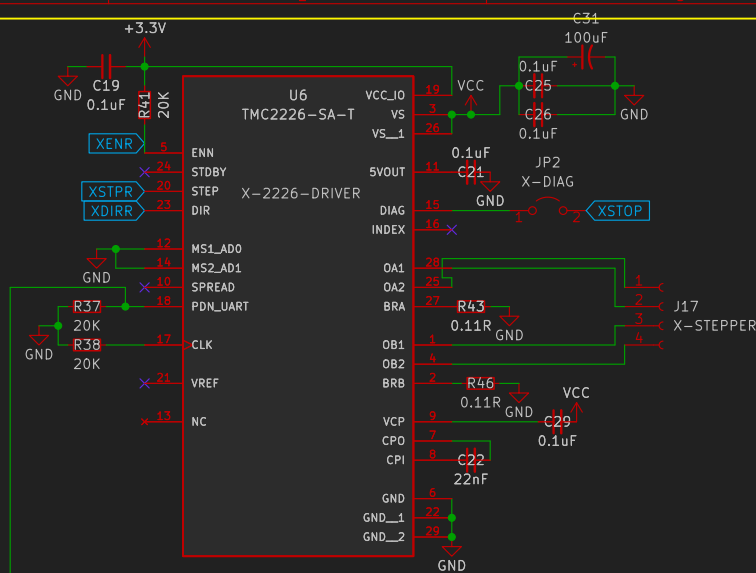 C31
100uF
+3.3V
C19
0.1uF
GND
R41
20K
U6
TMC2226-SA-T
X-2226-DRIVER
VCC
0.1uF
C25
C26
0.1uF
GND
XENR
5
ENN
24
STDBY
XSTPR
20
STEP
XDIRR
23
DIR
12
MS1_AD0
14
MS2_AD1
GND
10
SPREAD
18
PDN_UART
R37
20K
GND
R38
20K
17
CLK
21
VREF
13
NC
VCC_IO
19
VS
3
VS__1
26
5VOUT
11
0.1uF
C21
GND
JP2
X-DIAG
DIAG
15
1
2
XSTOP
INDEX
16
OA1
28
OA2
25
BRA
27
R43
0.11R
GND
1
2
3
4
J17
X-STEPPER
OB1
1
OB2
4
BRB
2
R46
0.11R
GND
VCC
VCP
9
C29
0.1uF
CPO
7
CPI
8
C22
22nF
GND
6
GND__1
22
GND__2
29
GND